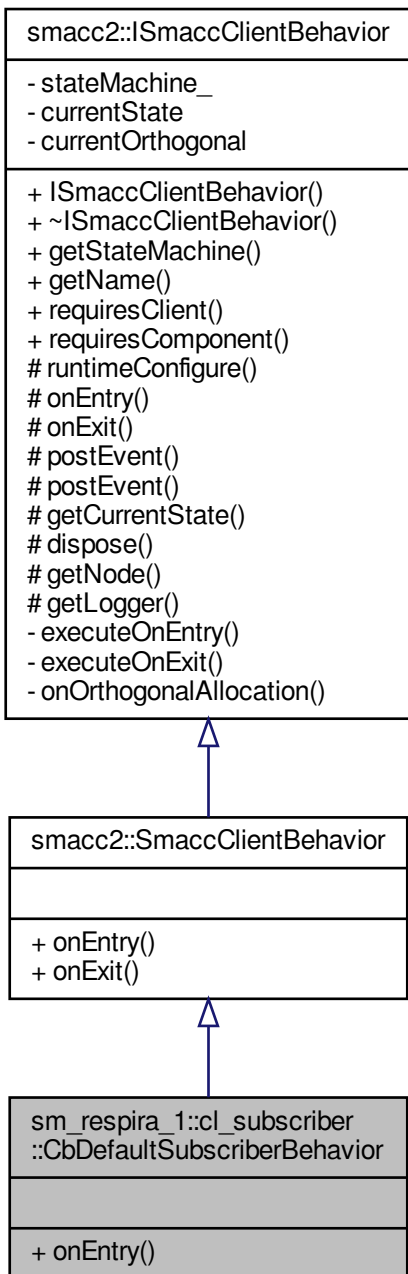 smacc2::ISmaccClientBehavior
- stateMachine_
- currentState
- currentOrthogonal
+ ISmaccClientBehavior()
+ ~ISmaccClientBehavior()
+ getStateMachine()
+ getName()
+ requiresClient()
+ requiresComponent()
# runtimeConfigure()
# onEntry()
# onExit()
# postEvent()
# postEvent()
# getCurrentState()
# dispose()
# getNode()
# getLogger()
- executeOnEntry()
- executeOnExit()
- onOrthogonalAllocation()
smacc2::SmaccClientBehavior
+ onEntry()
+ onExit()
sm_respira_1::cl_subscriber
::CbDefaultSubscriberBehavior
+ onEntry()